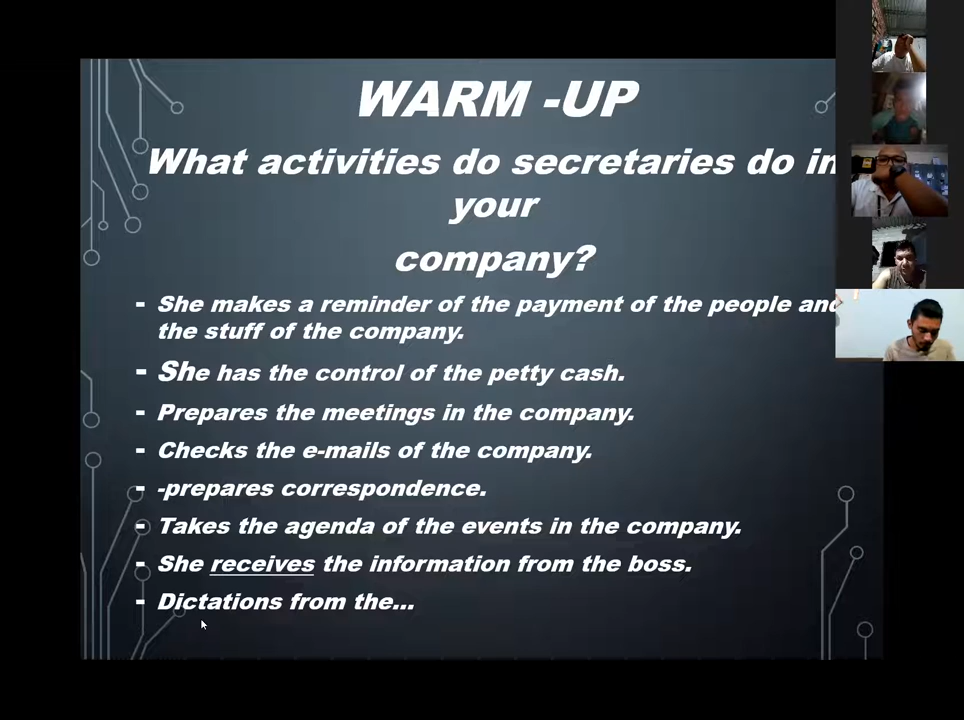 WARM -UP
What activities do secretaries do in
your
company?
- She makes a reminder of the payment of the people and
the stuff of the company.
- She has the control of the petty cash.
- Prepares the meetings in the company.
- Checks the e-mails of the company.
- -prepares correspondence.
- Takes the agenda of the events in the company.
- She receives the information from the boss.
- Dictations from the...